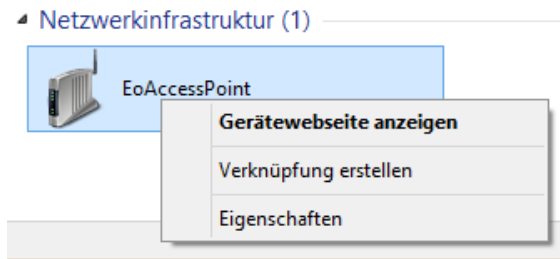 Netzwerkinfrastruktur (1)
EoAccessPoint
Gerätewebseite anzeigen
Verknüpfung erstellen
Eigenschaften